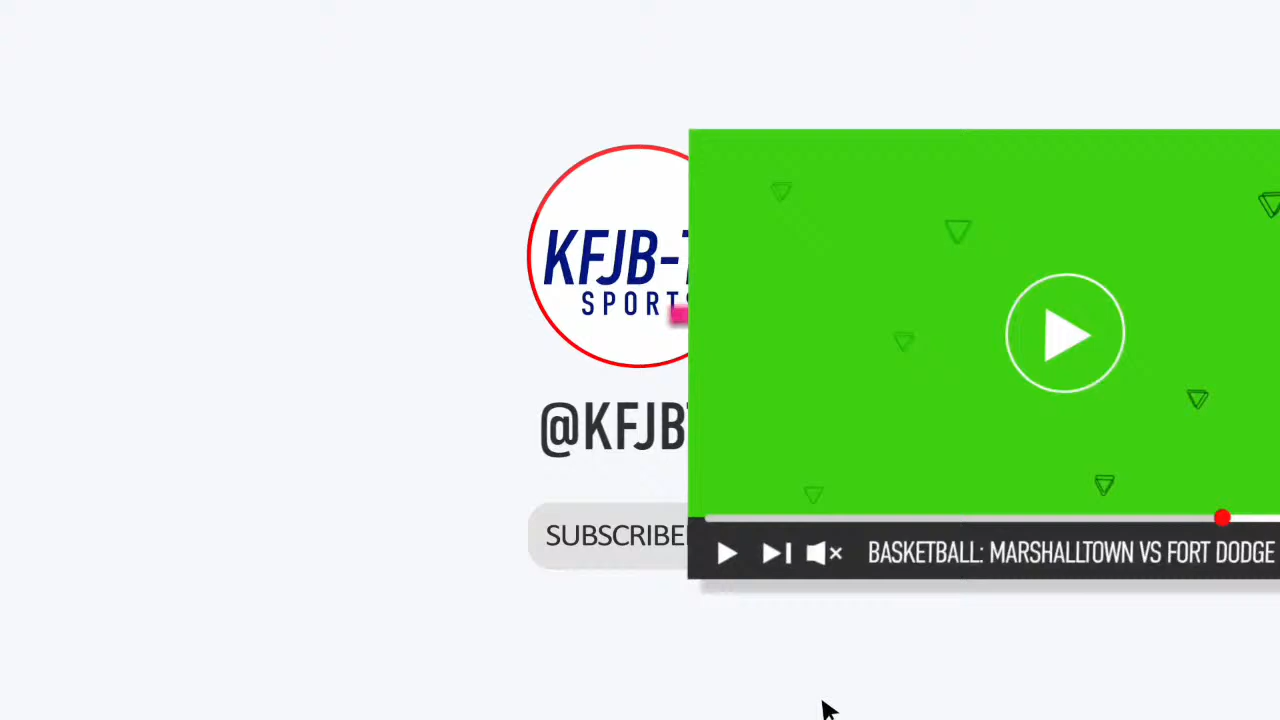 KFJB-
SPORTS
@KFJB
SUBSCRIBE
BASKETBALL: MARSHALLTOWN VS FORT DODGE